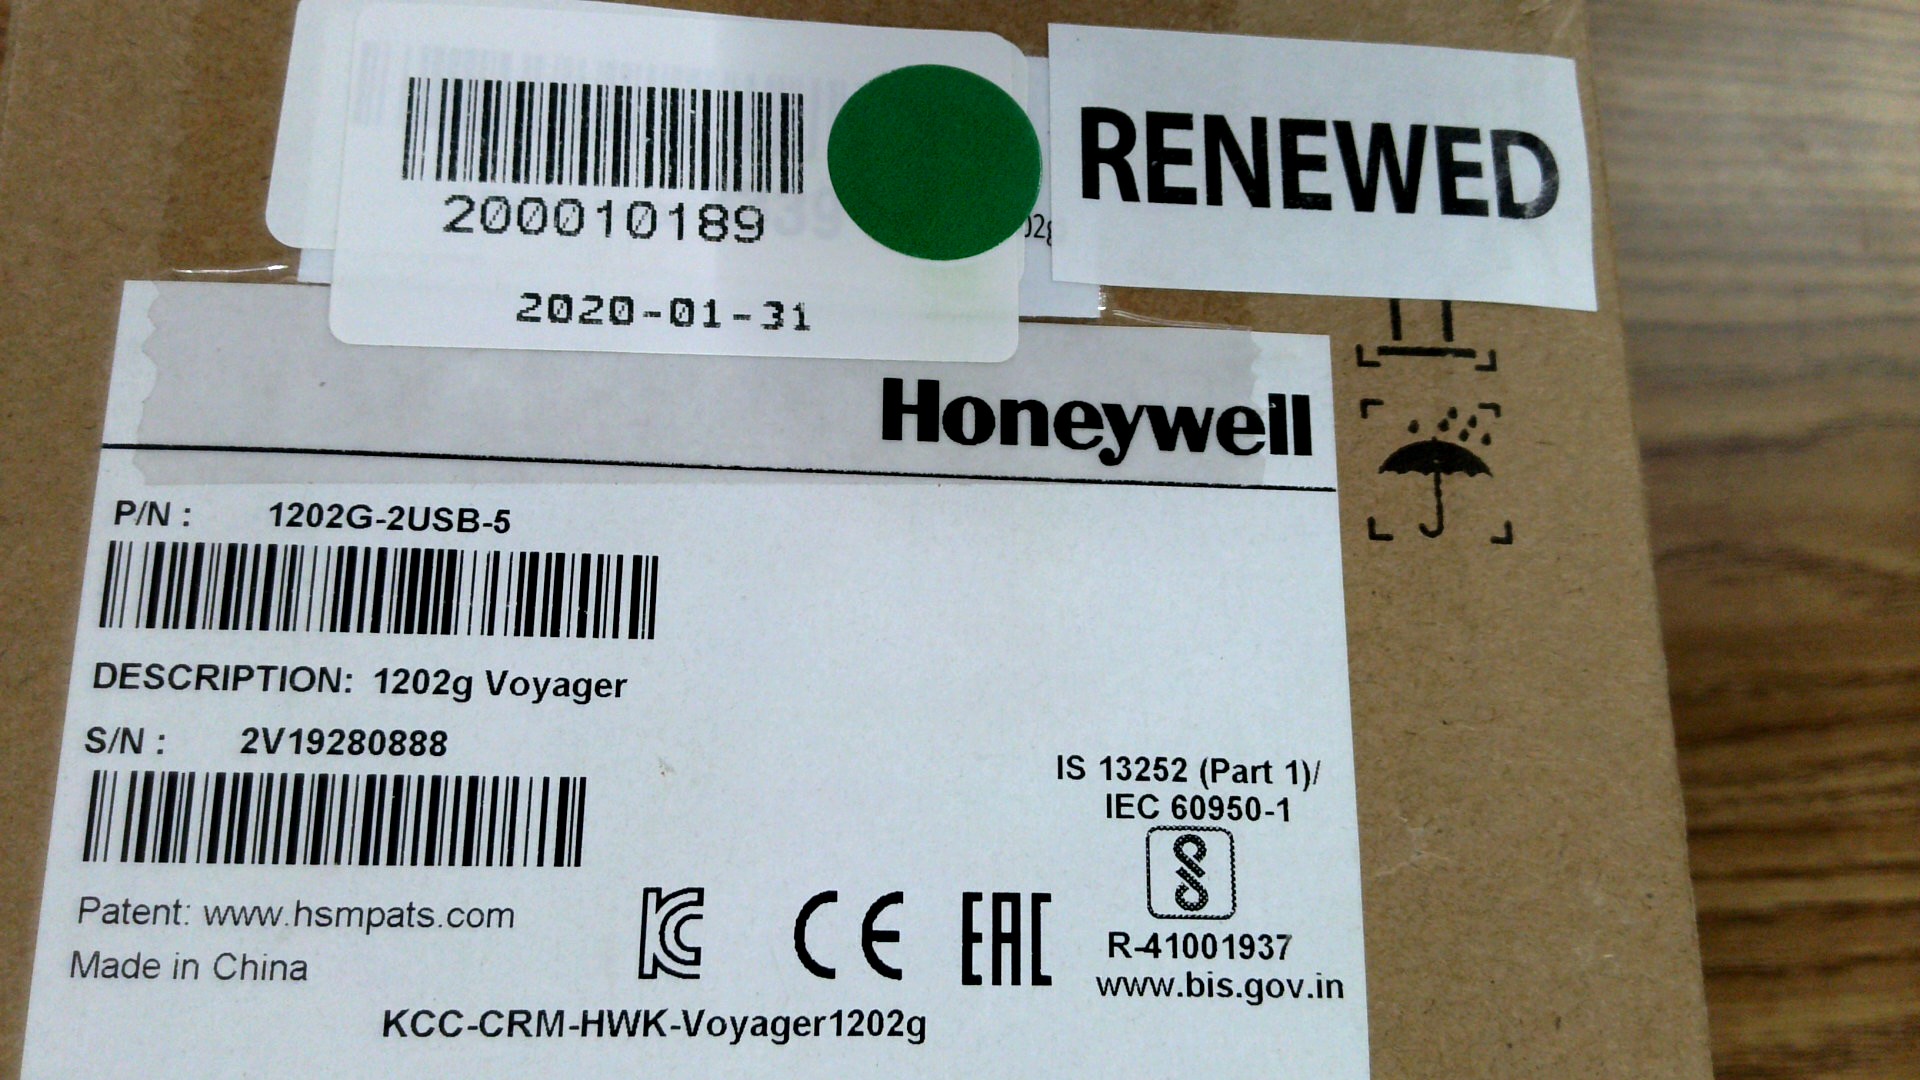 200010189
2020-01-31
RENEWED
Honeywell
P/N : 1202G-2USB-5
DESCRIPTION: 1202g Voyager
S/N : 2V19280888
Patent: www.hsmpats.com
Made in China
IS 13252 (Part 1)/
IEC 60950-1
R-41001937
www.bis.gov.in
KCC-CRM-HWK-Voyager1202g